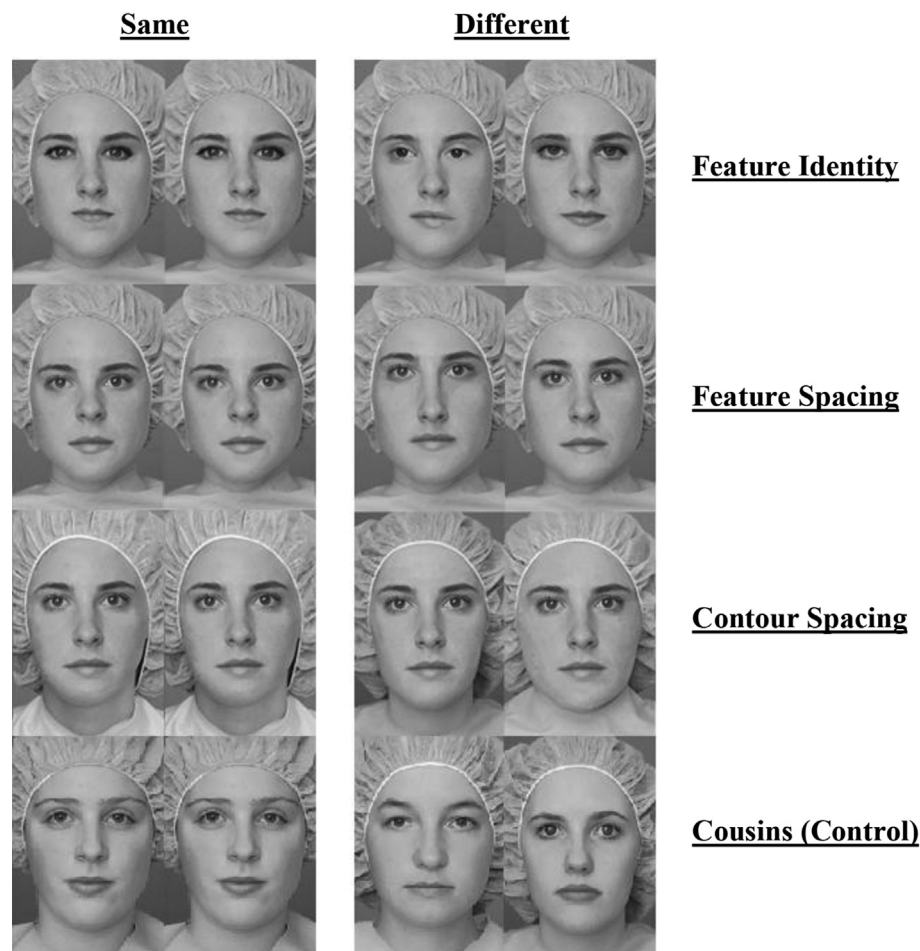 Same
Different
Feature Identity
Feature Spacing
Contour Spacing
Cousins (Control)